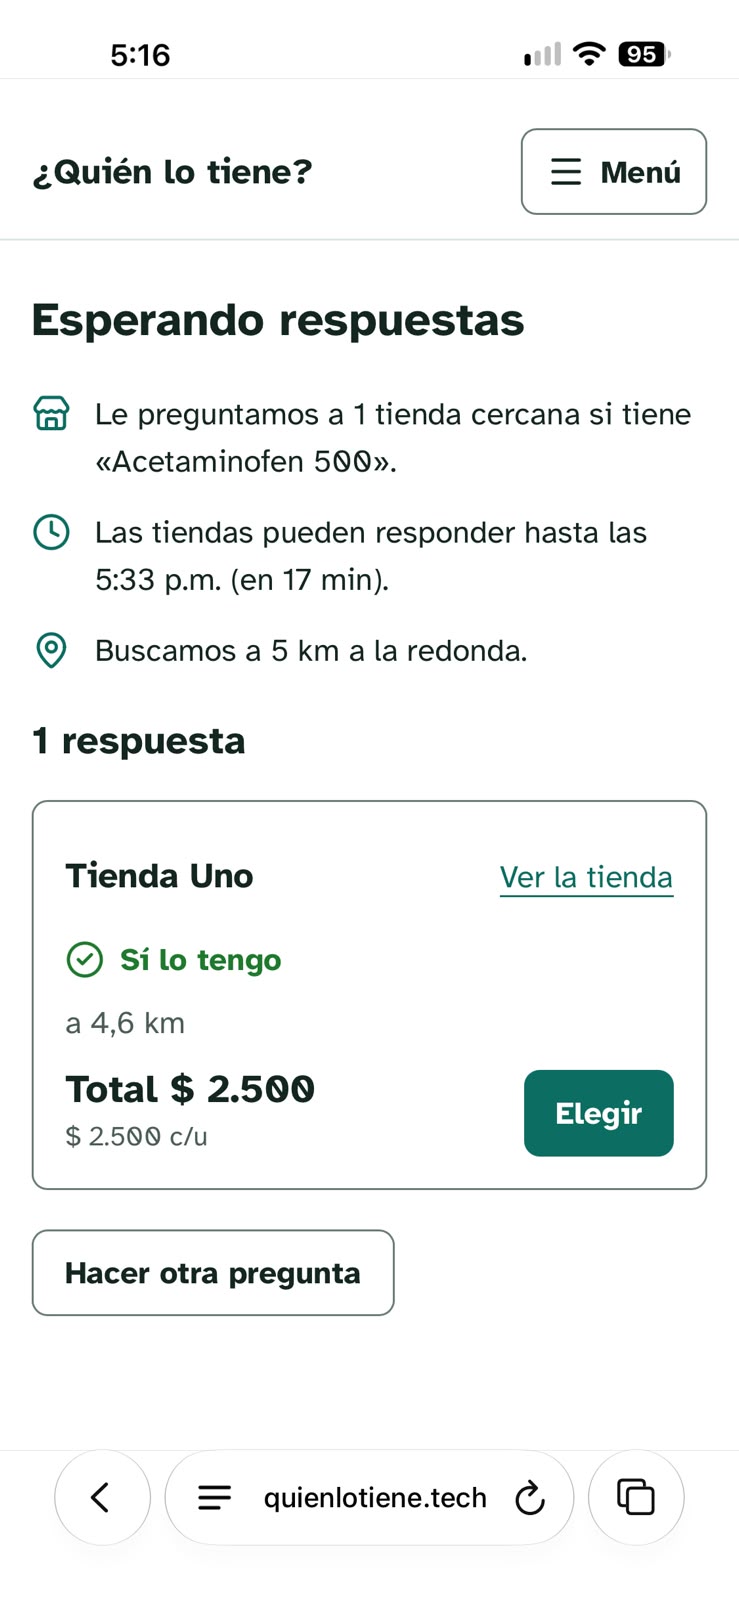 5:16
95
¿Quién lo tiene?
Menú
Esperando respuestas
Le preguntamos a 1 tienda cercana si tiene
«Acetaminofen 500».
Las tiendas pueden responder hasta las
5:33 p.m. (en 17 min).
Buscamos a 5 km a la redonda.
1 respuesta
Tienda Uno
Ver la tienda
Sí lo tengo
a 4,6 km
Total $ 2.500
$ 2.500 c/u
Elegir
Hacer otra pregunta
quienlotiene.tech